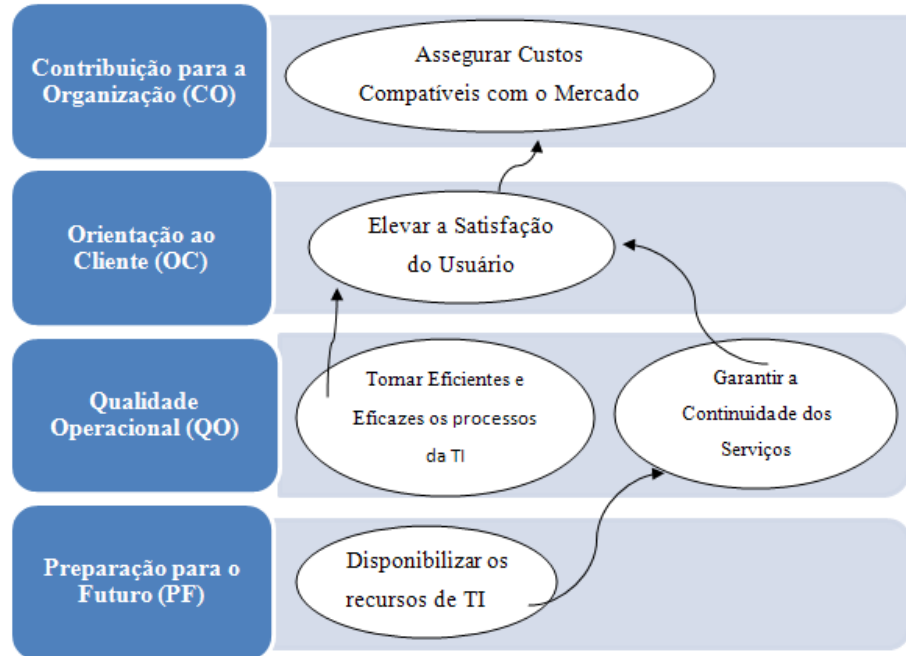 Contribuição para a
Organização (CO)
Assegurar Custos
Compatíveis com o Mercado
Orientação ao
Cliente (OC)
Elevar a Satisfação
do Usuário
Qualidade
Operacional (QO)
Tornar Eficientes e
Eficazes os processos
da TI
Garantir a
Continuidade dos
Serviços
Preparação para o
Futuro (PF)
Disponibilizar os
recursos de TI